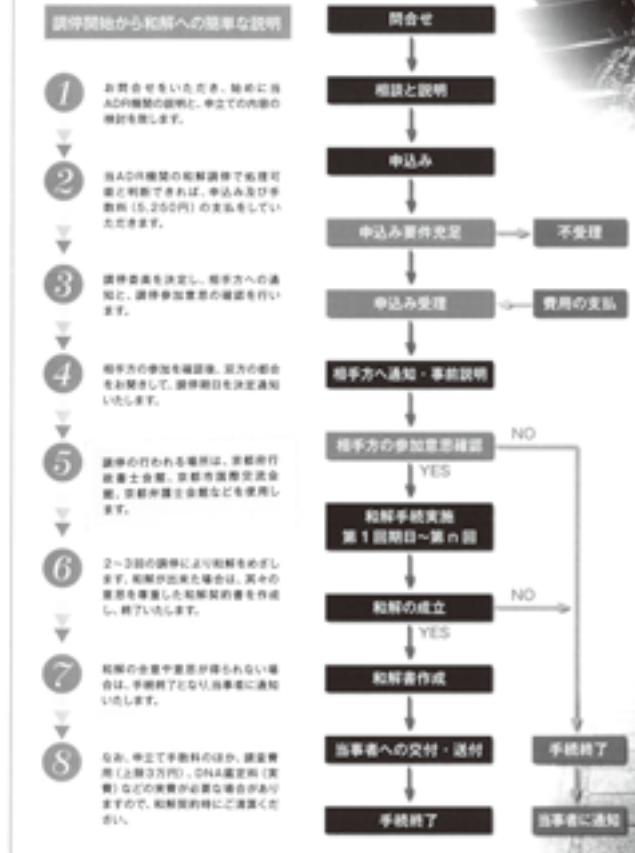 調停開始から和解への簡単な説明
1
お問合せをいただき、始めに当
ADR機関の説明と、申立ての内容の
検討を致します。
2
当ADR機関の和解調停で処理可
能と判断できれば、申込み及び手
数料(5,250円)の支払をしてい
ただきます。
3
調停委員を決定し、相手方への通
知と、調停参加意思の確認を行い
ます。
4
相手方の参加を確認後、双方の都合
をお聞きして、調停期日を決定通知
いたします。
5
調停の行われる場所は、京都府行
政書士会館、京都市国際交流会
館、京都弁護士会館などを使用し
ます。
6
2〜3回の調停により和解をめざし
ます。和解が出来た場合は、其々の
意思を尊重した和解契約書を作成
し、終了いたします。
7
和解の合意や意思が得られない場
合は、手続終了となり当事者に通知
いたします。
8
なお、申立て手数料のほか、調査費
用(上限3万円)、DNA鑑定料(実
費)などの実費が必要な場合があり
ますので、和解契約時にご清算くだ
さい。
問合せ
相談と説明
申込み
申込み要件充足
不受理
申込み受理
費用の支払
相手方へ通知・事前説明
相手方の参加意思確認
NO
YES
和解手続実施
第1回期日〜第n回
和解の成立
NO
YES
和解書作成
当事者への交付・送付
手続終了
手続終了
当事者に通知